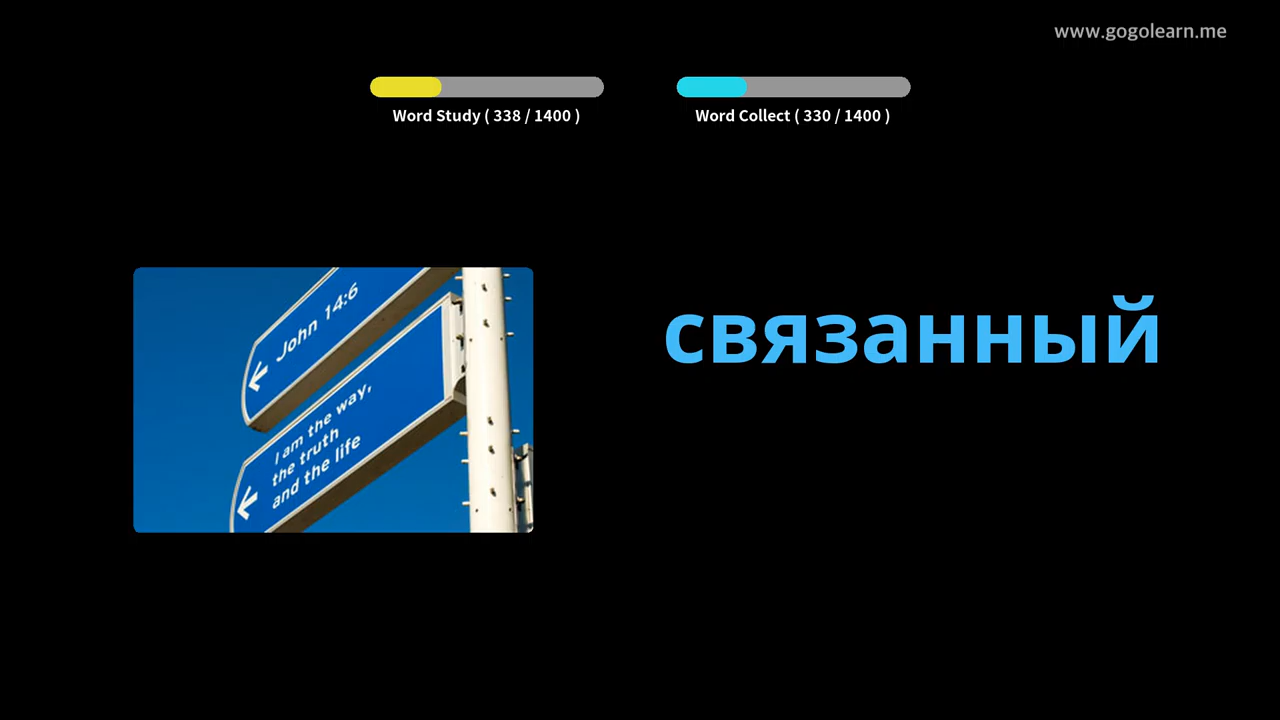 www.gogolearn.me
Word Study ( 338 / 1400 )
Word Collect ( 330 / 1400 )
связанный
John 14:6
I am the way,
the truth
and the life